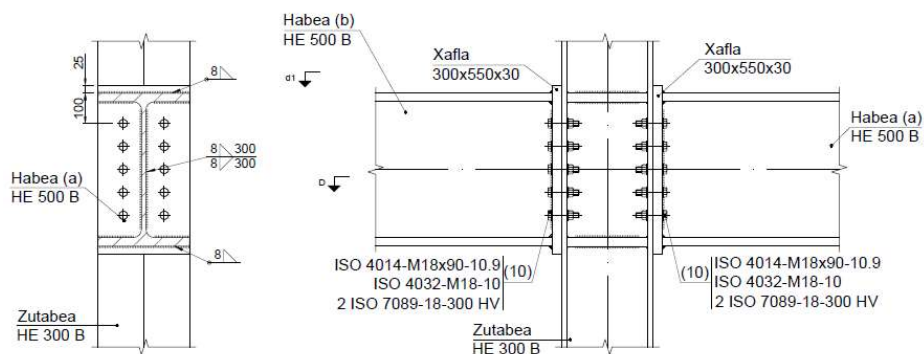 25
100
8
8 300
8 300
8
Habea (a)
HE 500 B
Zutabea
HE 300 B
Habea (b)
HE 500 B
d1
D
Xafla
300x550x30
Xafla
300x550x30
Habea (a)
HE 500 B
ISO 4014-M18x90-10.9
ISO 4032-M18-10
2 ISO 7089-18-300 HV
(10)
(10)
ISO 4014-M18x90-10.9
ISO 4032-M18-10
2 ISO 7089-18-300 HV
Zutabea
HE 300 B